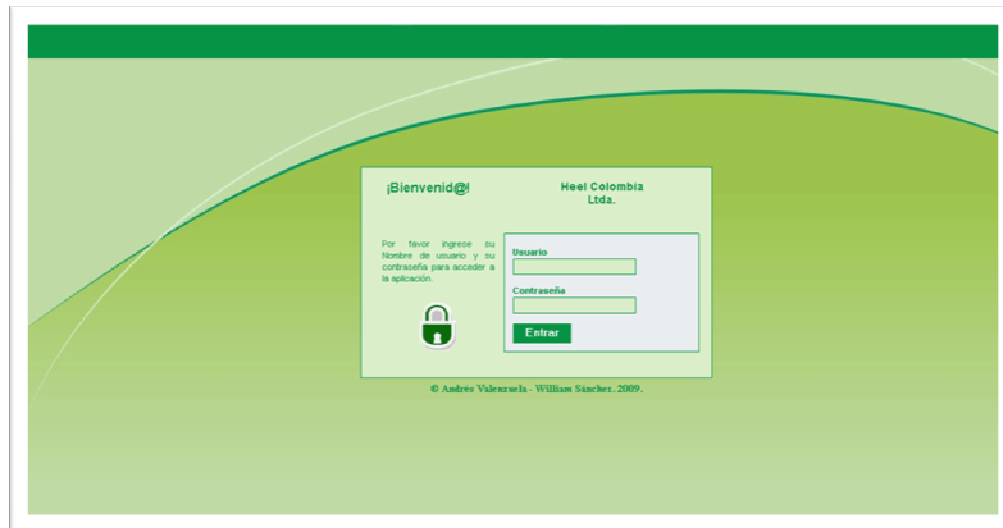 ¡Bienvenid@!
Heel Colombia
Ltda.
Por favor ingrese su
Nombre de usuario y su
contraseña para acceder a
la aplicación.
Usuario
Contraseña
Entrar
© Andrés Valenzuela - William Sánchez. 2009.